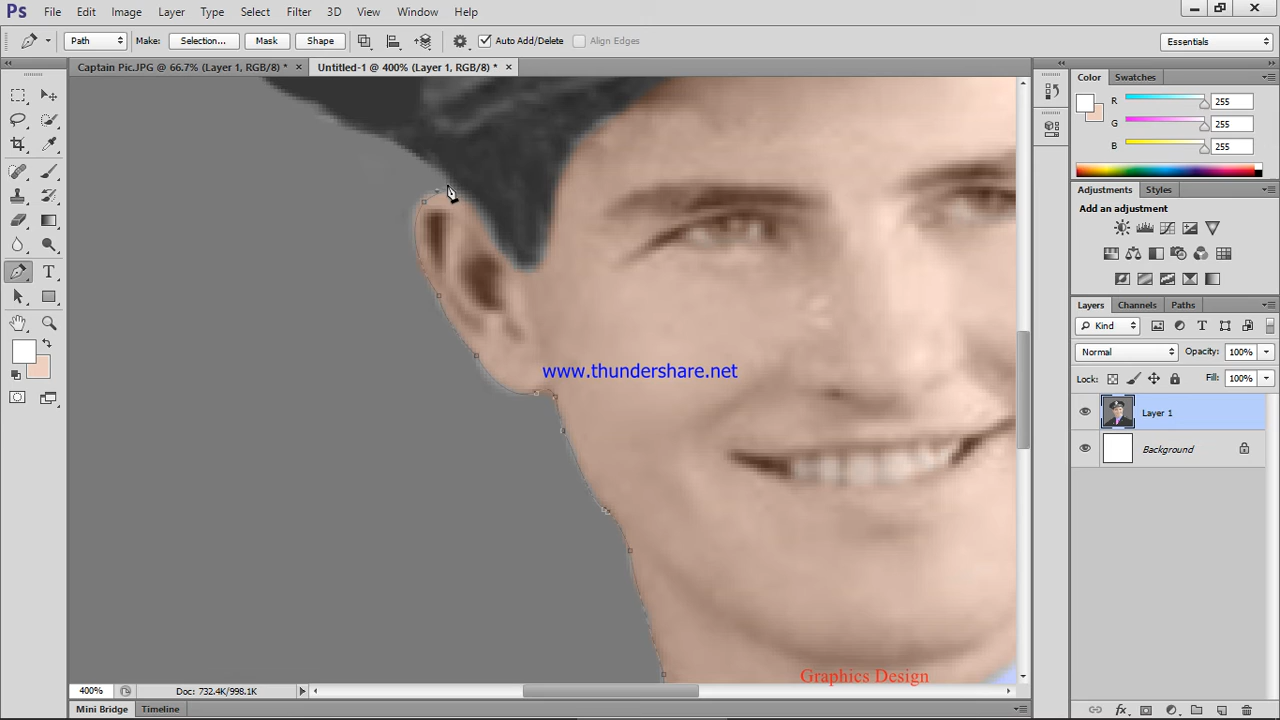 Ps File Edit Image Layer Type Select Filter 3D View Window Help
Path Make: Selection... Mask Shape Auto Add/Delete Align Edges Essentials
Captain Pic.JPG @ 66.7% (Layer 1, RGB/8) * × Untitled-1 @ 400% (Layer 1, RGB/8) * ×
Color Swatches
R 255
G 255
B 255
Adjustments Styles
Add an adjustment
Layers Channels Paths
Kind
Normal Opacity: 100%
Lock: Fill: 100%
Layer 1
Background
www.thundershare.net
Graphics Design
400% Doc: 732.4K/998.1K
Mini Bridge Timeline